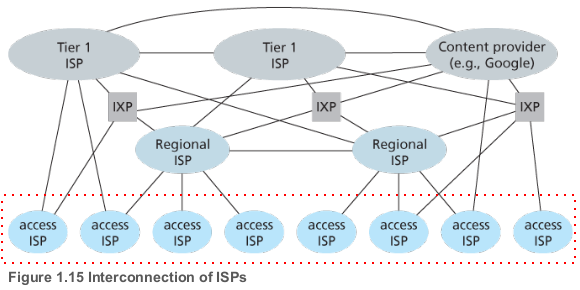 Tier 1
ISP
Tier 1
ISP
Content provider
(e.g., Google)
IXP
IXP
IXP
Regional
ISP
Regional
ISP
access
ISP
access
ISP
access
ISP
access
ISP
access
ISP
access
ISP
access
ISP
access
ISP
Figure 1.15 Interconnection of ISPs